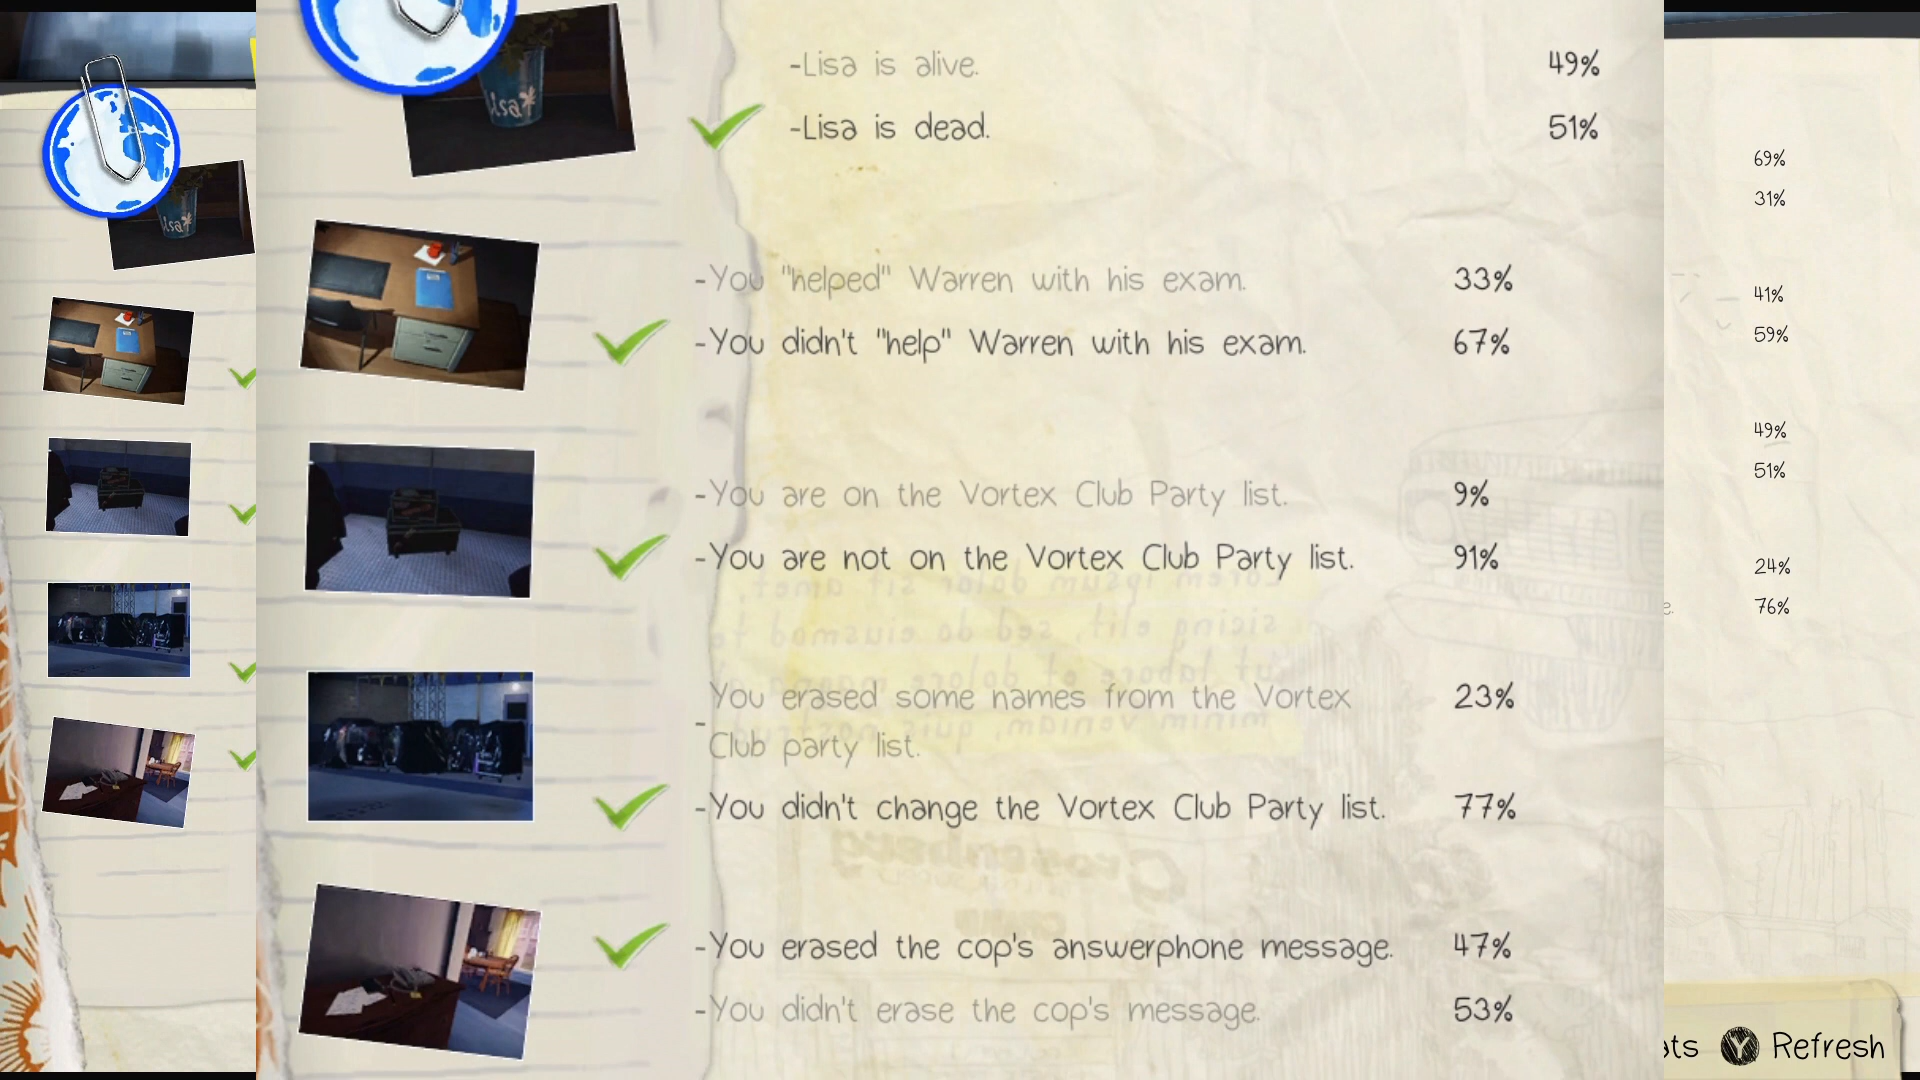 -Lisa is alive. 49%
-Lisa is dead. 51%
Lisa*
Lisa*
69%
31%
-You "helped" Warren with his exam. 33%
-You didn't "help" Warren with his exam. 67%
41%
59%
-You are on the Vortex Club Party list. 9%
-You are not on the Vortex Club Party list. 91%
49%
51%
24%
76%
You erased some names from the Vortex 23%
-
Club party list.
-You didn't change the Vortex Club Party list. 77%
-You erased the cop's answerphone message. 47%
-You didn't erase the cop's message. 53%
Y Refresh